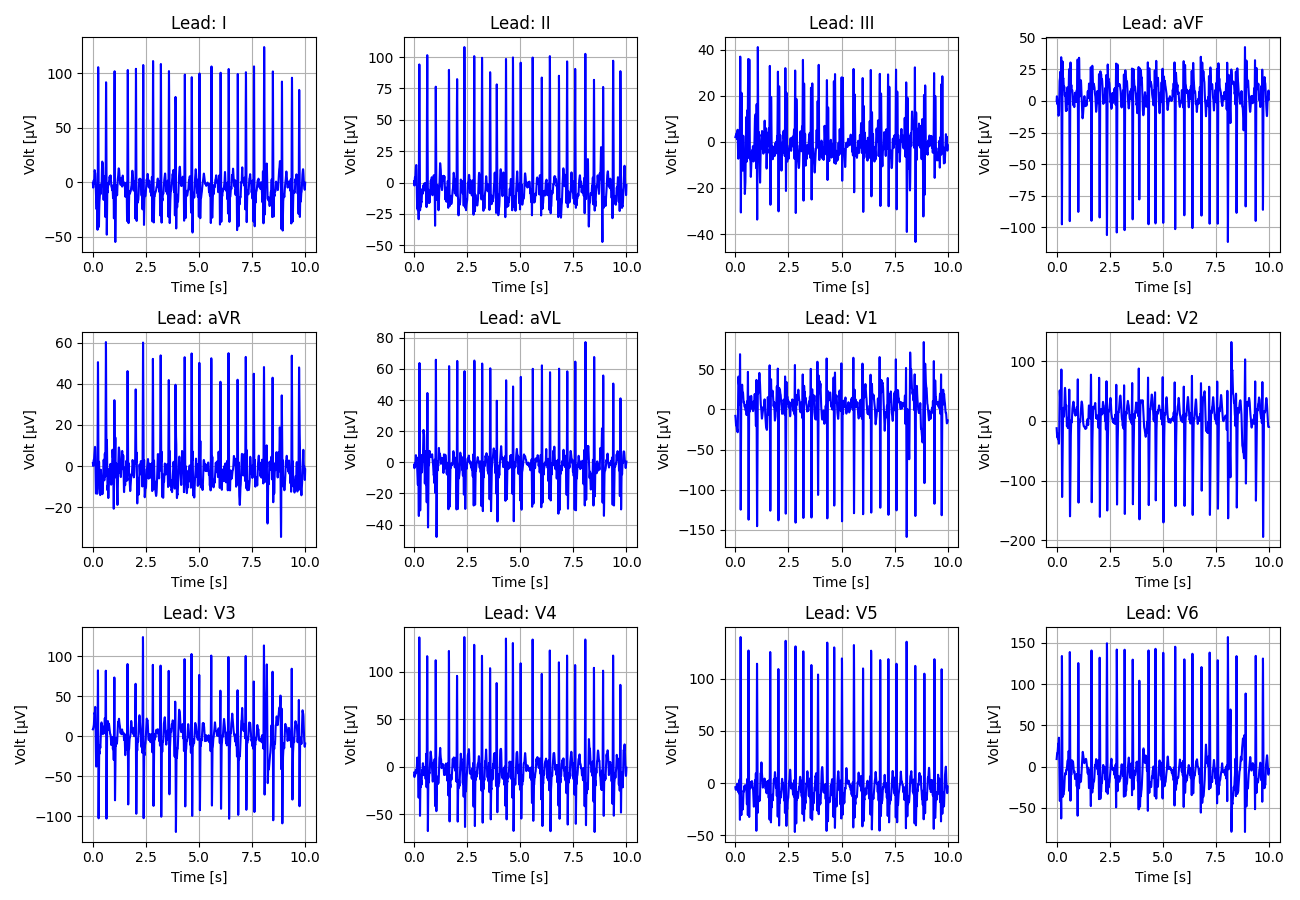 Lead: I
Lead: II
Lead: III
Lead: aVF
Volt [µV]
100
50
0
−50
0.0 2.5 5.0 7.5 10.0
Time [s]
Volt [µV]
100
75
50
25
0
−25
−50
0.0 2.5 5.0 7.5 10.0
Time [s]
Volt [µV]
40
20
0
−20
−40
0.0 2.5 5.0 7.5 10.0
Time [s]
Volt [µV]
50
25
0
−25
−50
−75
−100
0.0 2.5 5.0 7.5 10.0
Time [s]
Lead: aVR
Lead: aVL
Lead: V1
Lead: V2
Volt [µV]
60
40
20
0
−20
0.0 2.5 5.0 7.5 10.0
Time [s]
Volt [µV]
80
60
40
20
0
−20
−40
0.0 2.5 5.0 7.5 10.0
Time [s]
Volt [µV]
50
0
−50
−100
−150
0.0 2.5 5.0 7.5 10.0
Time [s]
Volt [µV]
100
0
−100
−200
0.0 2.5 5.0 7.5 10.0
Time [s]
Lead: V3
Lead: V4
Lead: V5
Lead: V6
Volt [µV]
100
50
0
−50
−100
0.0 2.5 5.0 7.5 10.0
Time [s]
Volt [µV]
100
50
0
−50
0.0 2.5 5.0 7.5 10.0
Time [s]
Volt [µV]
100
50
0
−50
0.0 2.5 5.0 7.5 10.0
Time [s]
Volt [µV]
150
100
50
0
−50
0.0 2.5 5.0 7.5 10.0
Time [s]